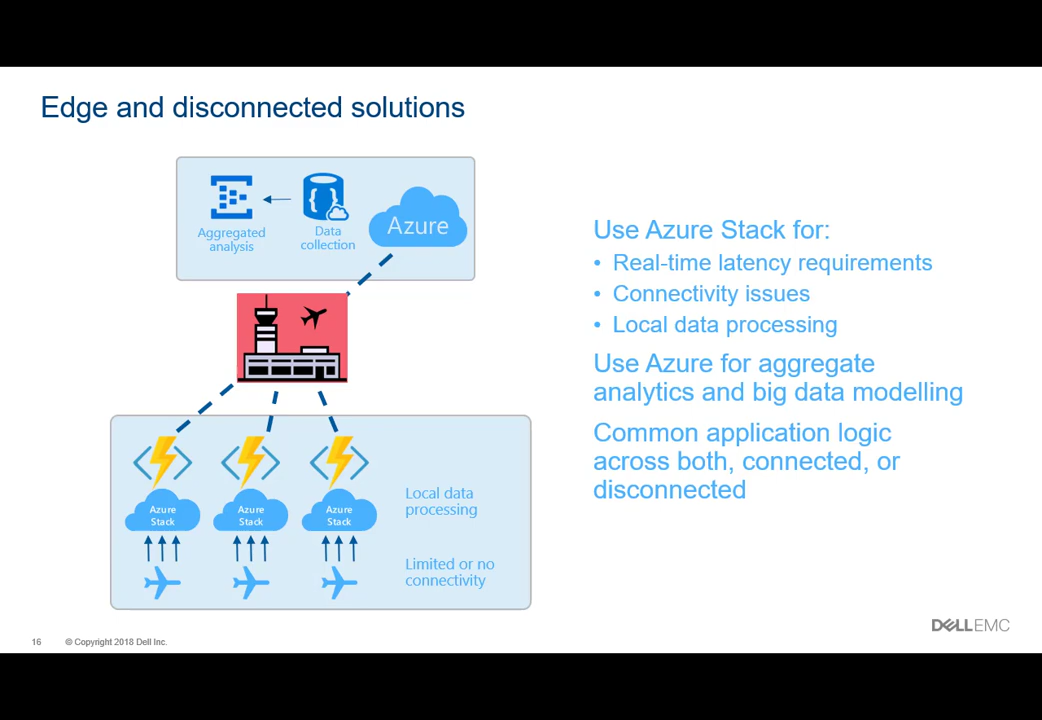 Edge and disconnected solutions
Aggregated
analysis
Data
collection
Azure
Azure
Stack
Azure
Stack
Azure
Stack
Local data
processing
Limited or no
connectivity
Use Azure Stack for:
• Real-time latency requirements
• Connectivity issues
• Local data processing
Use Azure for aggregate
analytics and big data modelling
Common application logic
across both, connected, or
disconnected
DELLEMC
16 © Copyright 2018 Dell Inc.